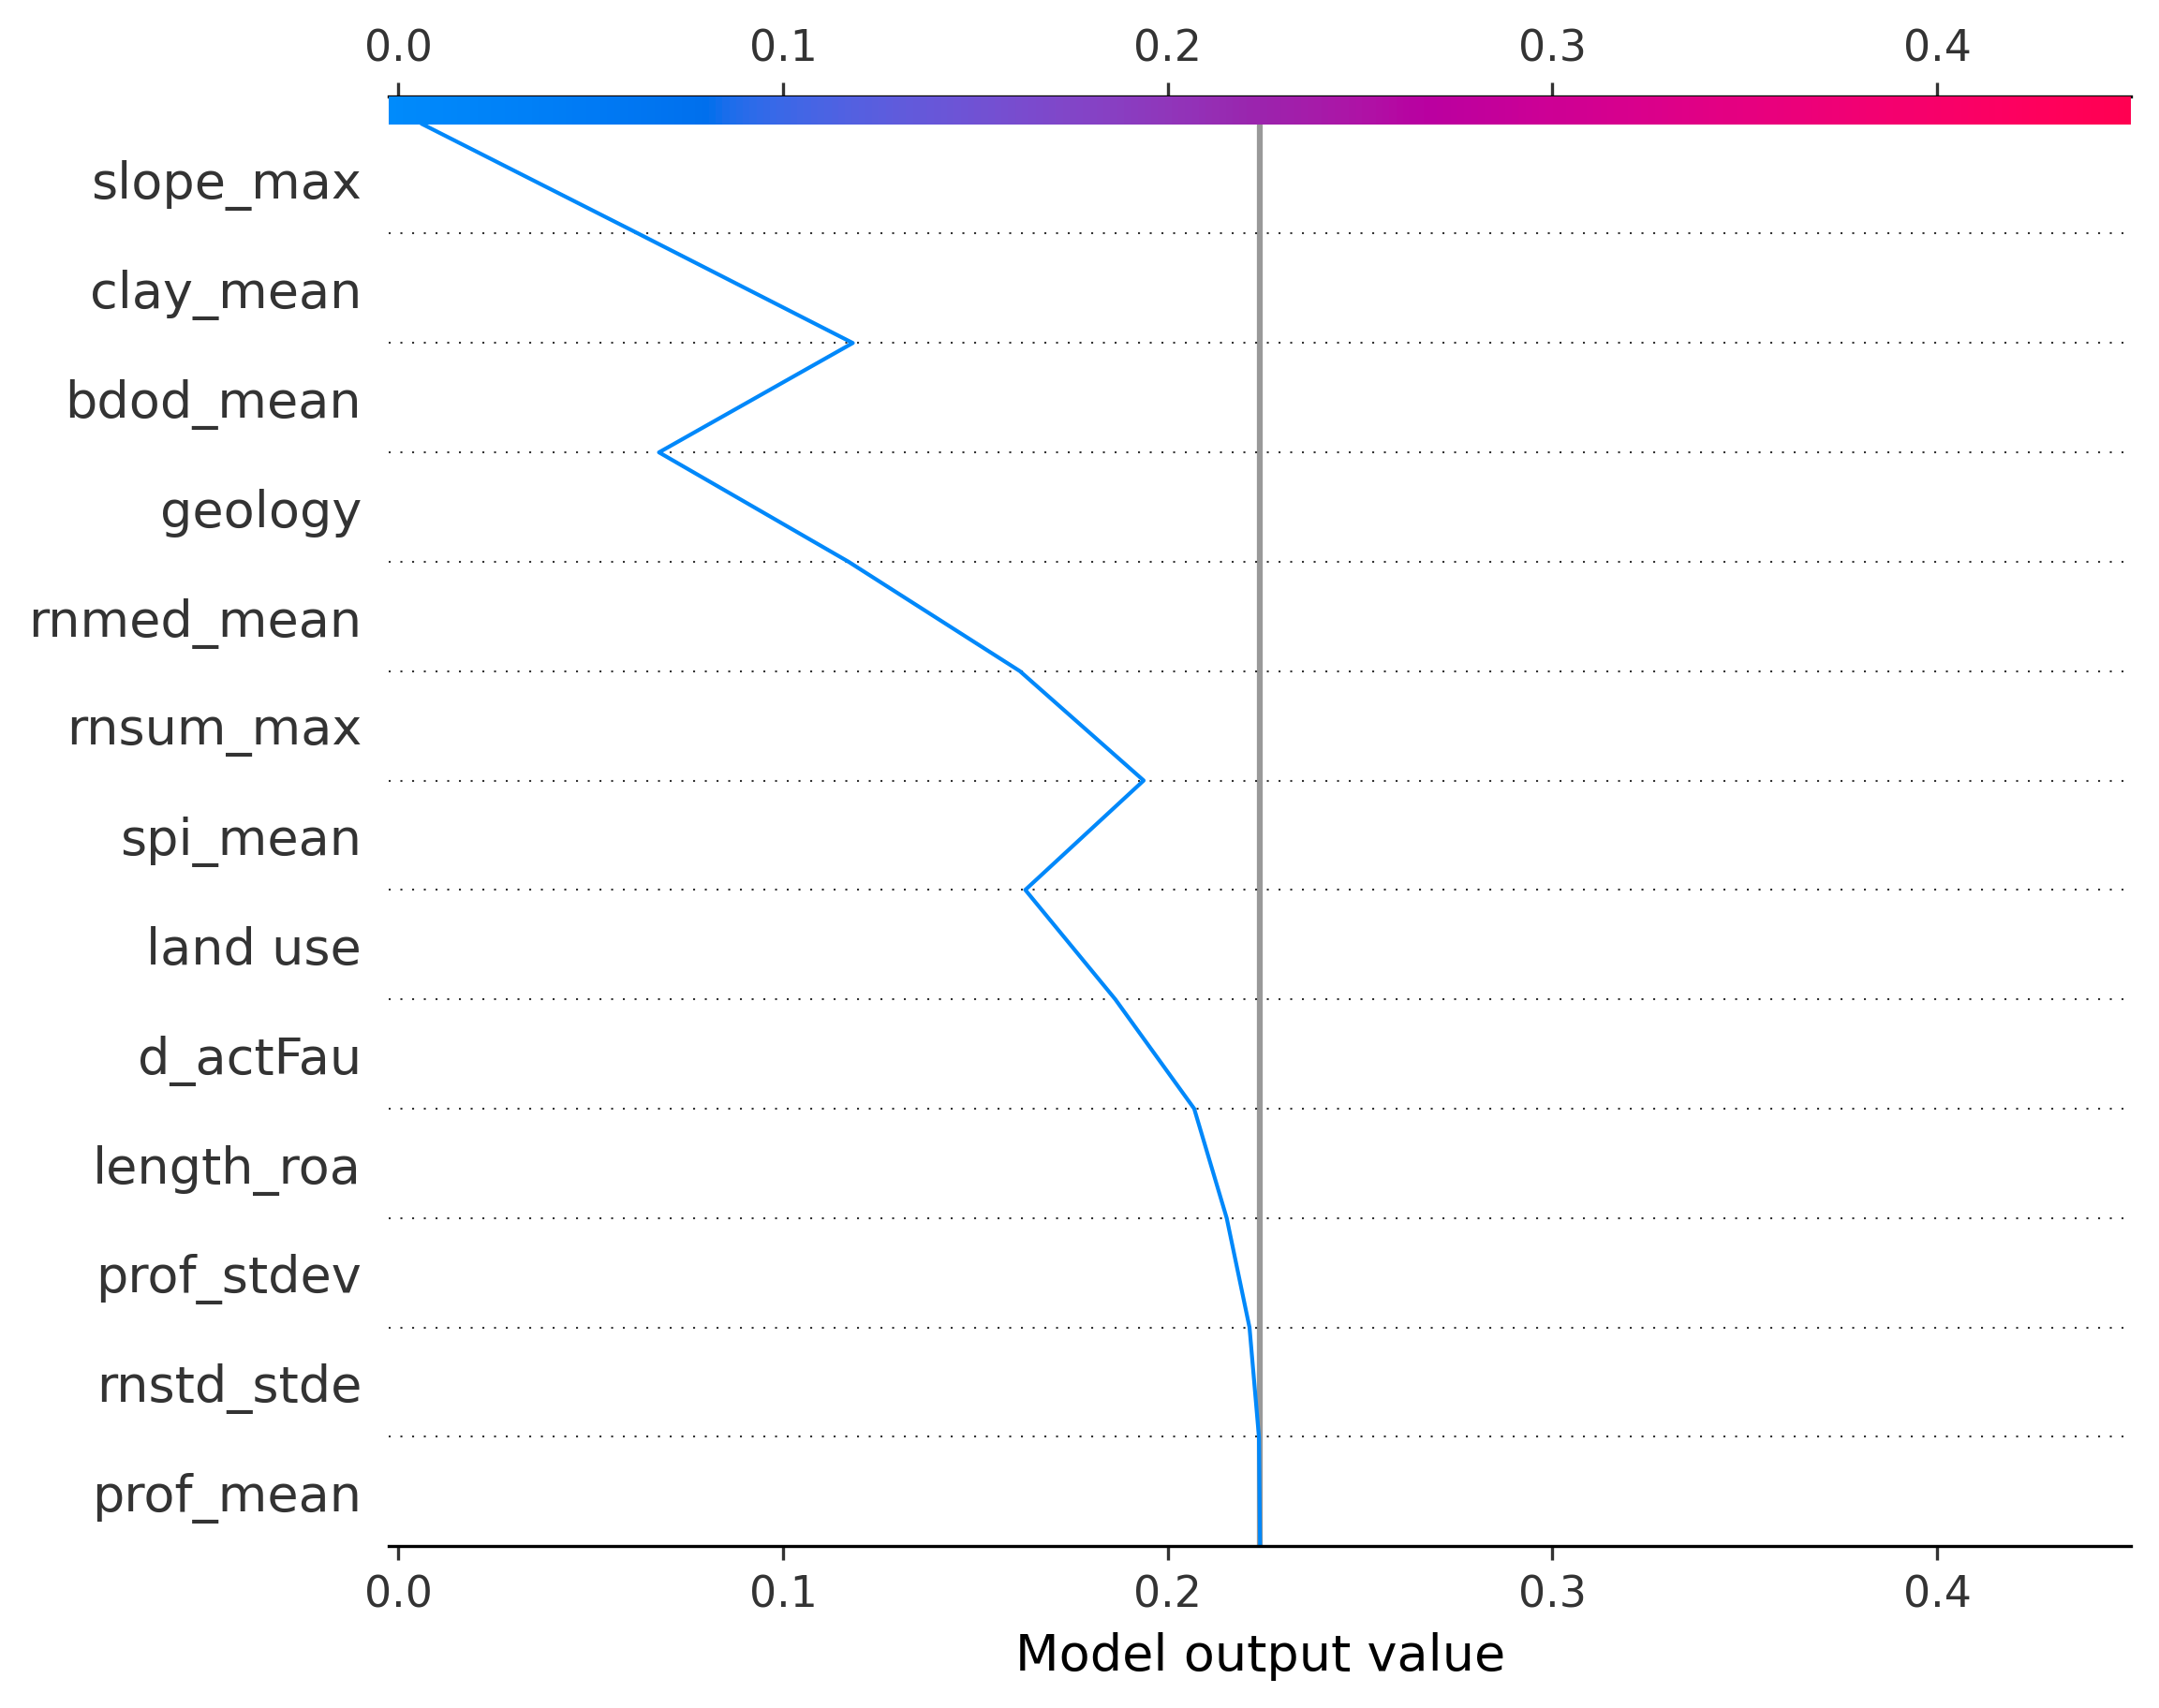 0.0 0.1 0.2 0.3 0.4
slope_max
clay_mean
bdod_mean
geology
rnmed_mean
rnsum_max
spi_mean
land use
d_actFau
length_roa
prof_stdev
rnstd_stde
prof_mean
0.0 0.1 0.2 0.3 0.4
Model output value